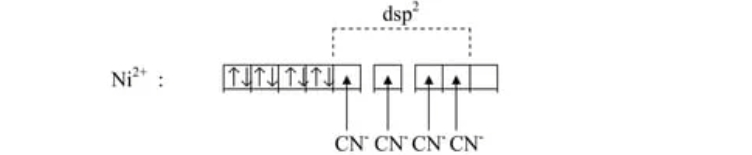 dsp²
Ni²⁺ : ↑↓ ↑↓ ↑↓ ↑↓
CN⁻ CN⁻ CN⁻ CN⁻